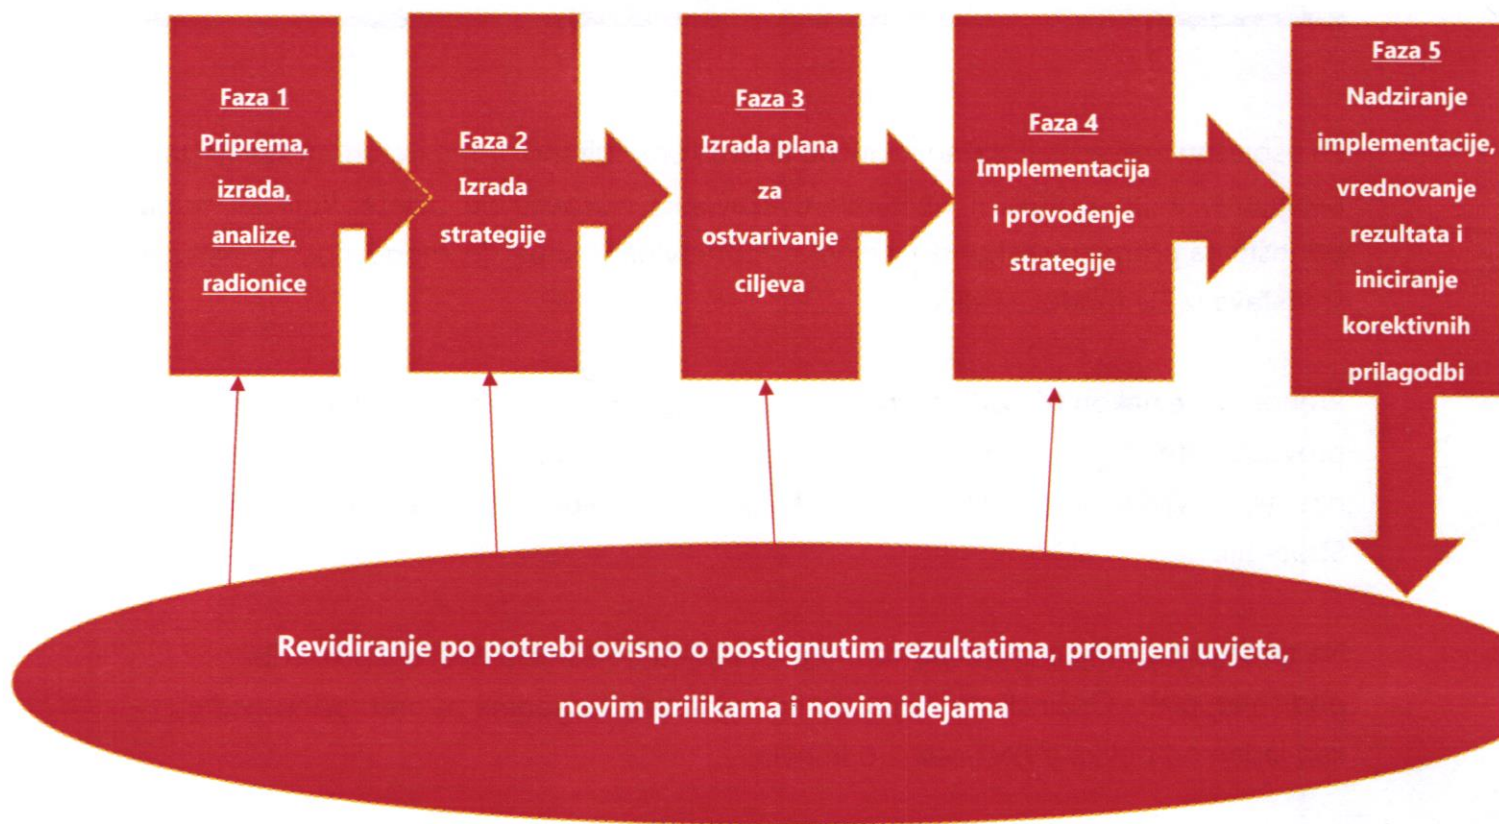 Faza 1
Priprema,
izrada,
analize,
radionice
Faza 2
Izrada
strategije
Faza 3
Izrada plana
za
ostvarivanje
ciljeva
Faza 4
Implementacija
i provođenje
strategije
Faza 5
Nadziranje
implementacije,
vrednovanje
rezultata i
iniciranje
korektivnih
prilagodbi
Revidiranje po potrebi ovisno o postignutim rezultatima, promjeni uvjeta,
novim prilikama i novim idejama